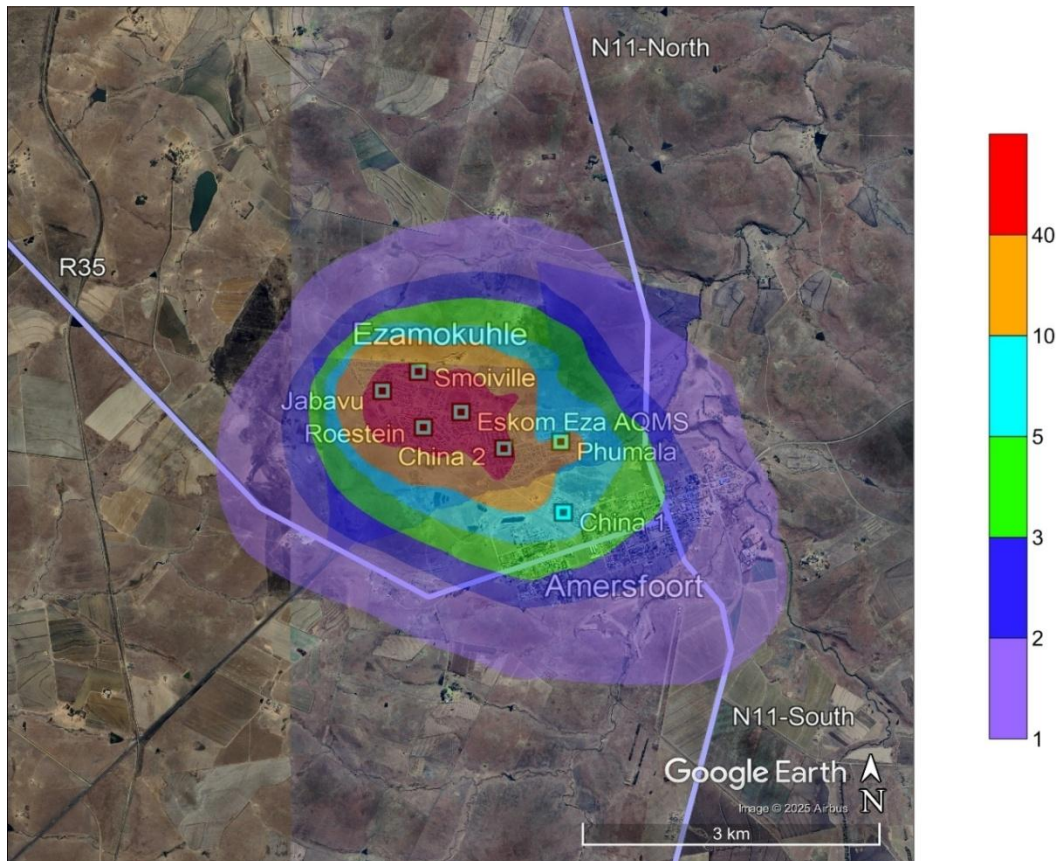 N11-North
R35
Ezamokuhle
Smoiville
Jabavu
Eskom Eza AQMS
Roestein
China 2
Phumala
China 1
Amersfoort
N11-South
Google Earth
N
Image © 2025 Airbus
3 km
40
10
5
3
2
1